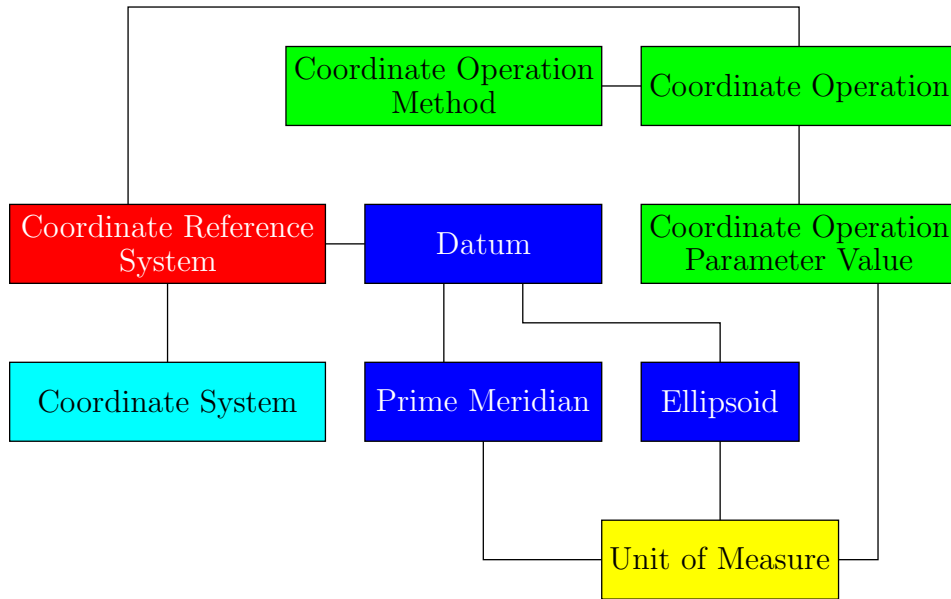 Coordinate Operation
Method
Coordinate Operation
Coordinate Reference
System
Datum
Coordinate Operation
Parameter Value
Coordinate System
Prime Meridian
Ellipsoid
Unit of Measure